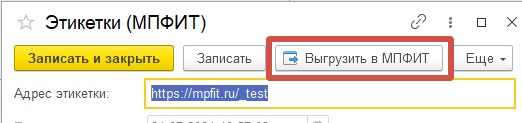 Этикетки (МПФИТ)
Записать и закрыть Записать Выгрузить в МПФИТ Еще
Адрес этикетки: https://mpfit.ru/_test